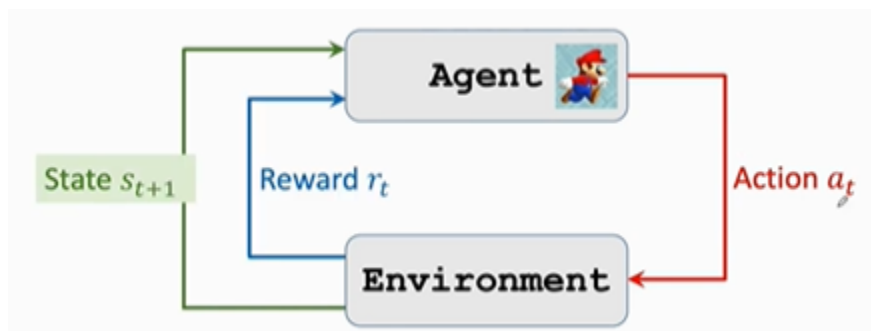 Agent
State s_{t+1}
Reward r_t
Action a_t
Environment